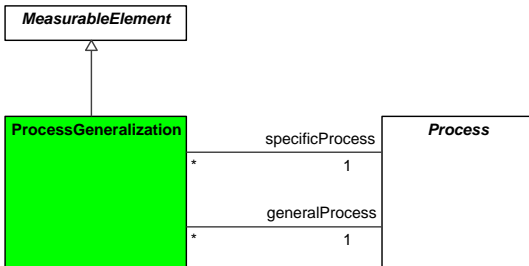 MeasurableElement
ProcessGeneralization
Process
specificProcess
* 1
generalProcess
* 1